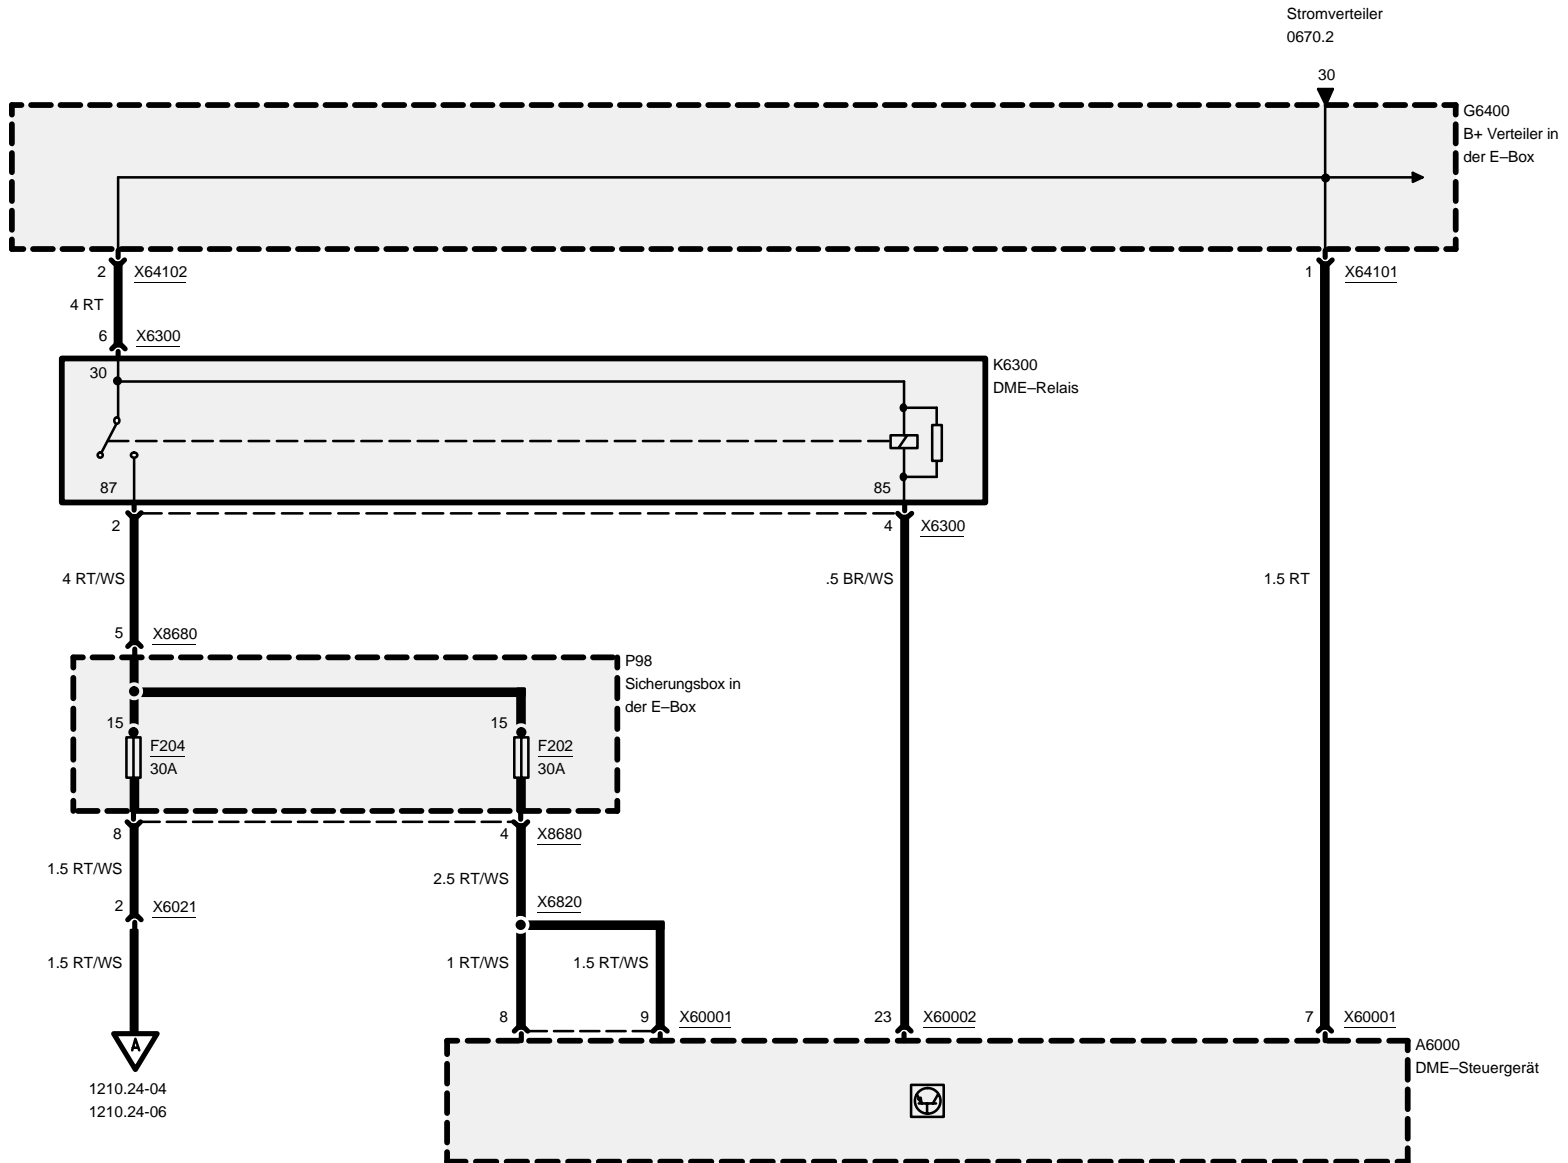 Stromverteiler
0670.2
30
G6400
B+ Verteiler in
der E–Box
2 X64102
1 X64101
4 RT
6 X6300
K6300
DME–Relais
30
87
85
2
4 X6300
4 RT/WS
.5 BR/WS
1.5 RT
5 X8680
P98
Sicherungsbox in
der E–Box
15
15
F204
30A
F202
30A
8
4 X8680
1.5 RT/WS
2.5 RT/WS
2 X6021
X6820
1.5 RT/WS
1 RT/WS
1.5 RT/WS
8
9 X60001
23 X60002
7 X60001
A
A6000
DME–Steuergerät
1210.24-04
1210.24-06